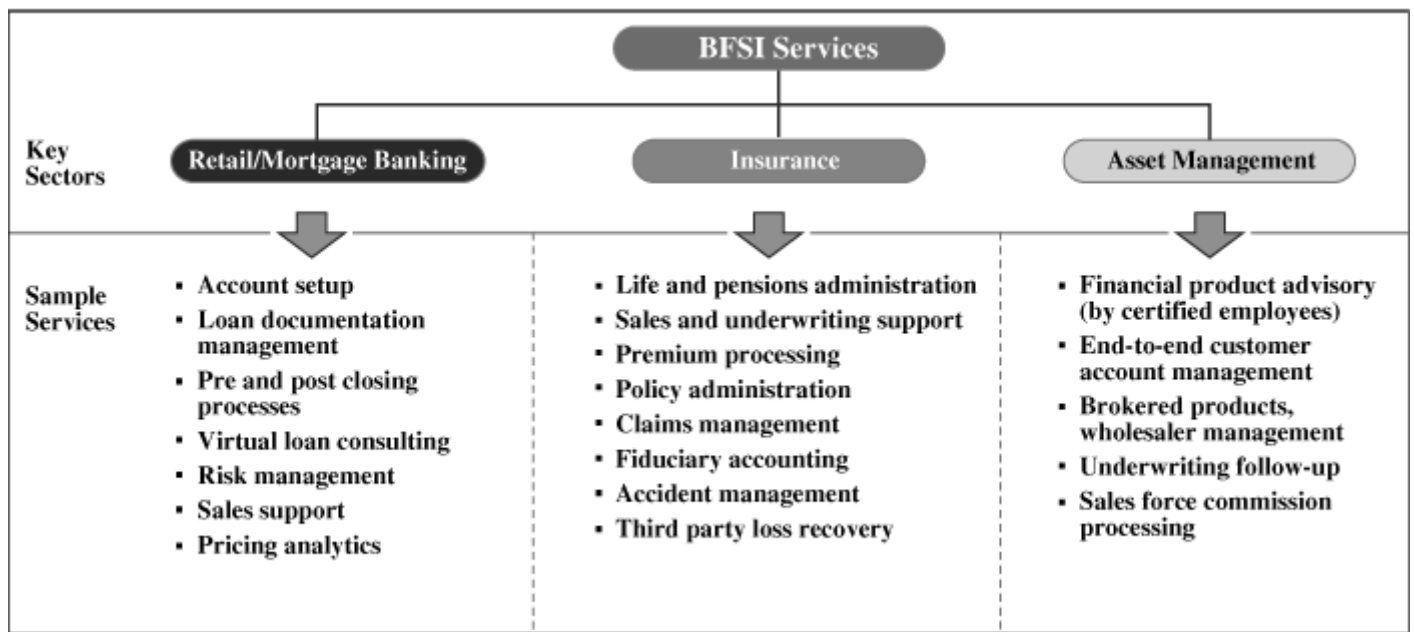 BFSI Services
Key
Sectors
Retail/Mortgage Banking
Insurance
Asset Management
Sample
Services
▪ Account setup
▪ Loan documentation
management
▪ Pre and post closing
processes
▪ Virtual loan consulting
▪ Risk management
▪ Sales support
▪ Pricing analytics
▪ Life and pensions administration
▪ Sales and underwriting support
▪ Premium processing
▪ Policy administration
▪ Claims management
▪ Fiduciary accounting
▪ Accident management
▪ Third party loss recovery
▪ Financial product advisory
(by certified employees)
▪ End-to-end customer
account management
▪ Brokered products,
wholesaler management
▪ Underwriting follow-up
▪ Sales force commission
processing